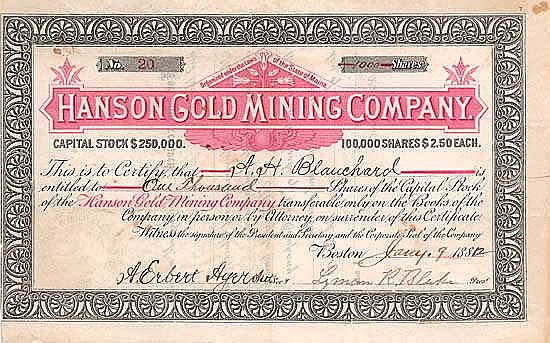 No. 20
Organized under the Laws of the State of Maine.
1000 Shares
HANSON GOLD MINING COMPANY.
CAPITAL STOCK $250,000. 100,000 SHARES $2.50 EACH.
This is to Certify, that A. H. Blanchard is
entitled to One Thousand Shares of the Capital Stock
of the Hanson Gold Mining Company transferable only on the Books of the
Company in person or by Attorney, on surrender of this Certificate.
Witness the signature of the President and Secretary and the Corporate Seal of the Company
Boston Jany. 9 1882
A. Erbert Ayer Lyman R. Blake Prest